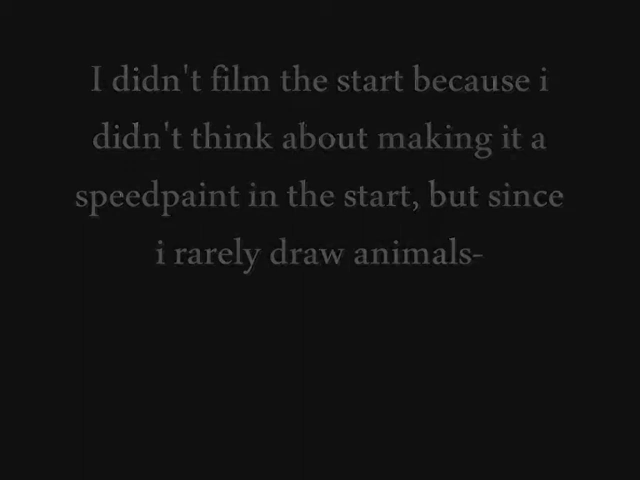 I didn't film the start because i
didn't think about making it a
speedpaint in the start, but since
i rarely draw animals-